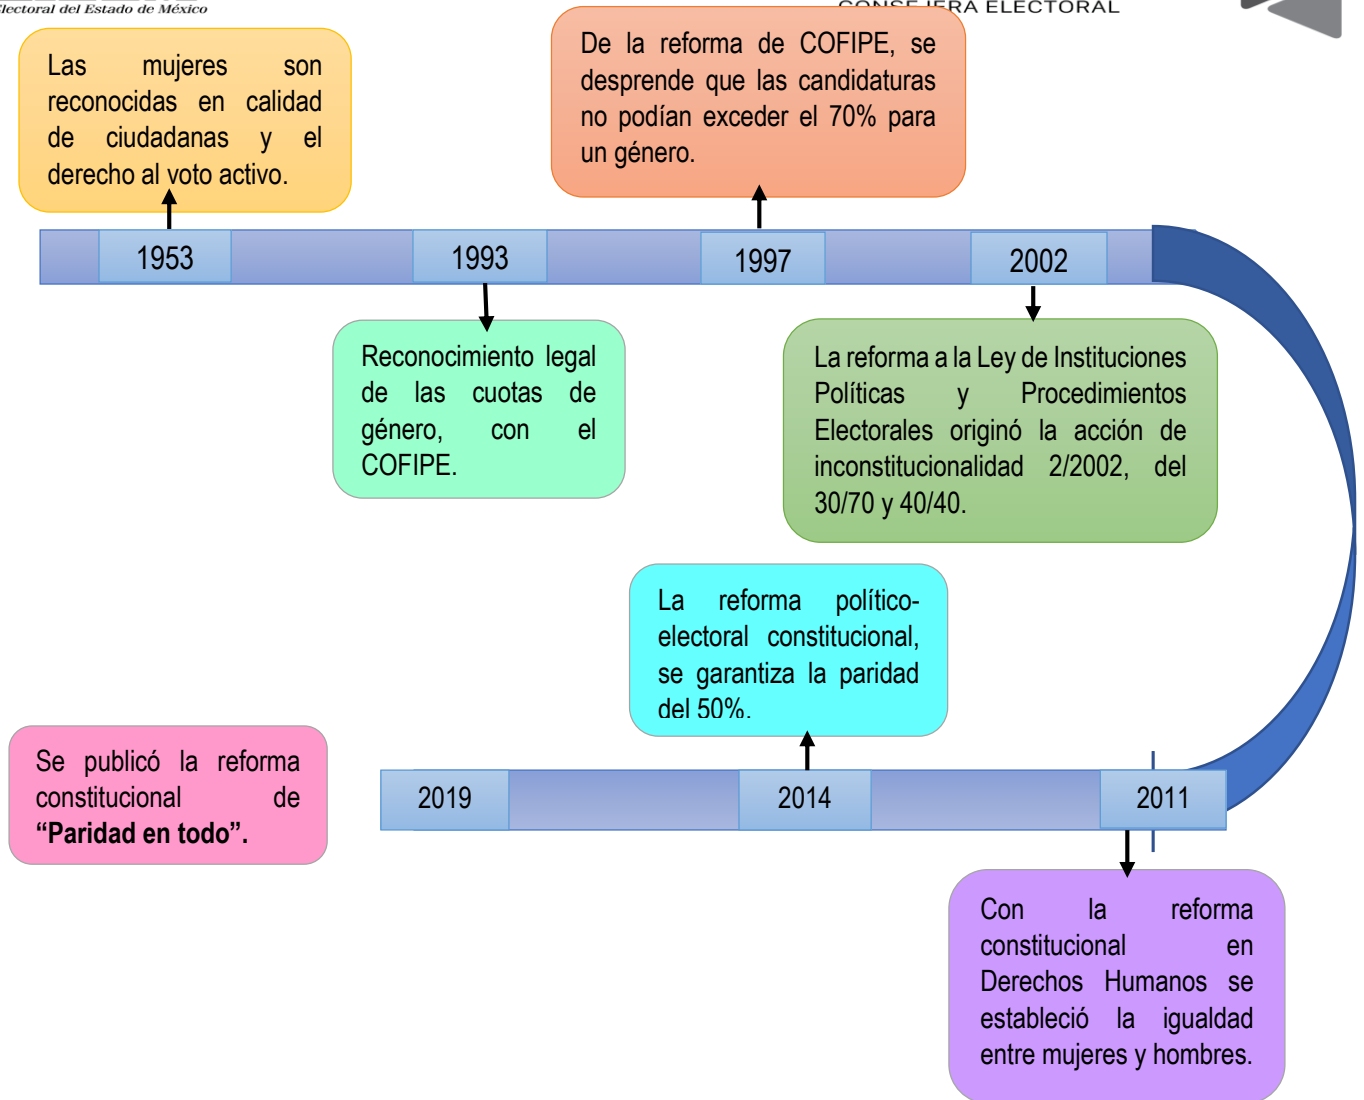 Electoral del Estado de México
CONSEJERA ELECTORAL
Las mujeres son
reconocidas en calidad
de ciudadanas y el
derecho al voto activo.
De la reforma de COFIPE, se
desprende que las candidaturas
no podían exceder el 70% para
un género.
1953
1993
1997
2002
Reconocimiento legal
de las cuotas de
género, con el
COFIPE.
La reforma a la Ley de Instituciones
Políticas y Procedimientos
Electorales originó la acción de
inconstitucionalidad 2/2002, del
30/70 y 40/40.
La reforma político-
electoral constitucional,
se garantiza la paridad
del 50%.
Se publicó la reforma
constitucional de
“Paridad en todo”.
2019
2014
2011
Con la reforma
constitucional en
Derechos Humanos se
estableció la igualdad
entre mujeres y hombres.